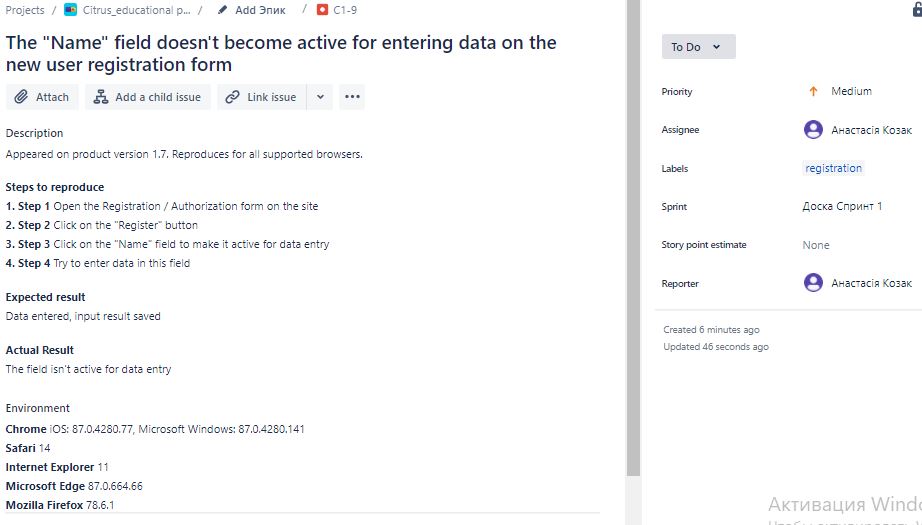 Projects / Citrus_educational p... / Add Эпик / C1-9
The "Name" field doesn't become active for entering data on the
new user registration form
Attach Add a child issue Link issue
Description
Appeared on product version 1.7. Reproduces for all supported browsers.
Steps to reproduce
1. Step 1 Open the Registration / Authorization form on the site
2. Step 2 Click on the "Register" button
3. Step 3 Click on the "Name" field to make it active for data entry
4. Step 4 Try to enter data in this field
Expected result
Data entered, input result saved
Actual Result
The field isn't active for data entry
Environment
Chrome iOS: 87.0.4280.77, Microsoft Windows: 87.0.4280.141
Safari 14
Internet Explorer 11
Microsoft Edge 87.0.664.66
Mozilla Firefox 78.6.1
To Do
Priority Medium
Assignee Анастасія Козак
Labels registration
Sprint Доска Спринт 1
Story point estimate None
Reporter Анастасія Козак
Created 6 minutes ago
Updated 46 seconds ago
Активация Windo